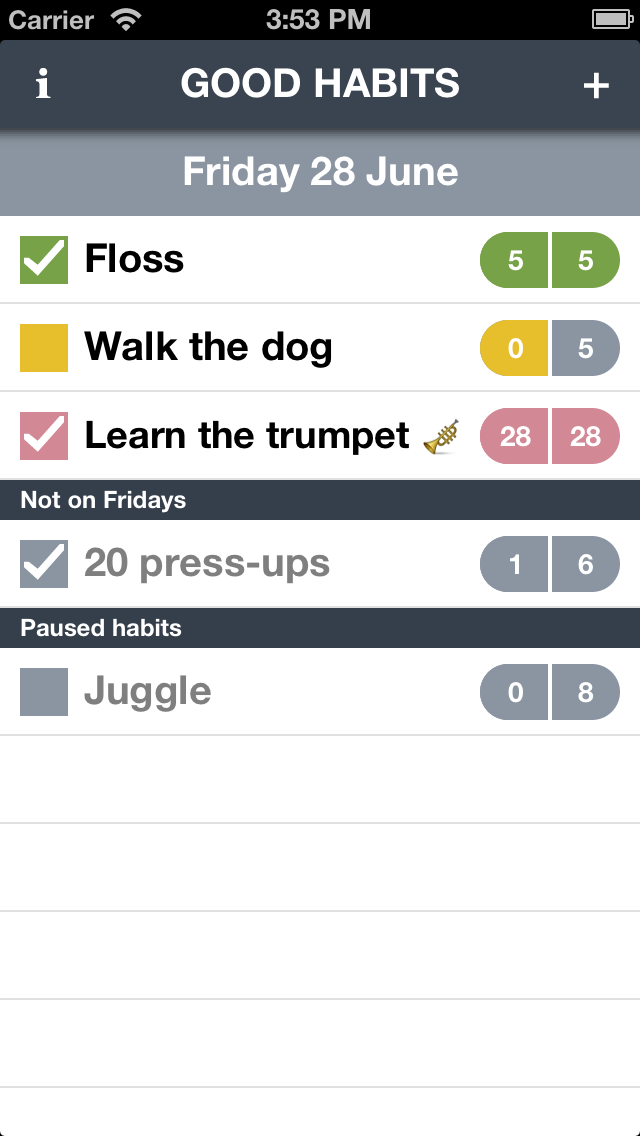 Carrier 3:53 PM
i GOOD HABITS +
Friday 28 June
Floss 5 5
Walk the dog 0 5
Learn the trumpet 🎺 28 28
Not on Fridays
20 press-ups 1 6
Paused habits
Juggle 0 8